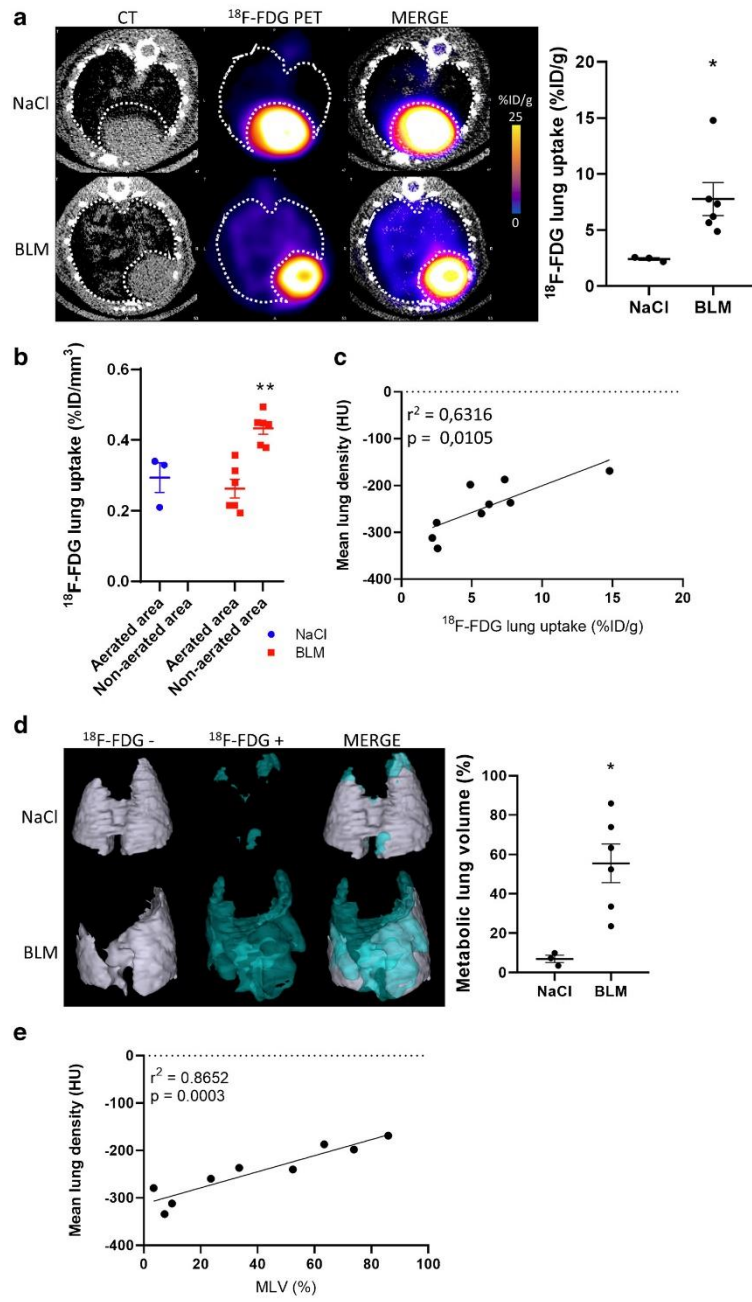 a
CT
¹⁸F-FDG PET
MERGE
NaCl
BLM
%ID/g
25
0
¹⁸F-FDG lung uptake (%ID/g)
20
15
10
5
0
*
NaCl
BLM
b
¹⁸F-FDG lung uptake (%ID/mm³)
0.6
0.4
0.2
0.0
**
Aerated area
Non-aerated area
Aerated area
Non-aerated area
NaCl
BLM
c
Mean lung density (HU)
0
-100
-200
-300
-400
r² = 0,6316
p = 0,0105
0
5
10
15
20
¹⁸F-FDG lung uptake (%ID/g)
d
¹⁸F-FDG -
¹⁸F-FDG +
MERGE
NaCl
BLM
Metabolic lung volume (%)
100
80
60
40
20
0
*
NaCl
BLM
e
Mean lung density (HU)
0
-100
-200
-300
-400
r² = 0.8652
p = 0.0003
0
20
40
60
80
100
MLV (%)